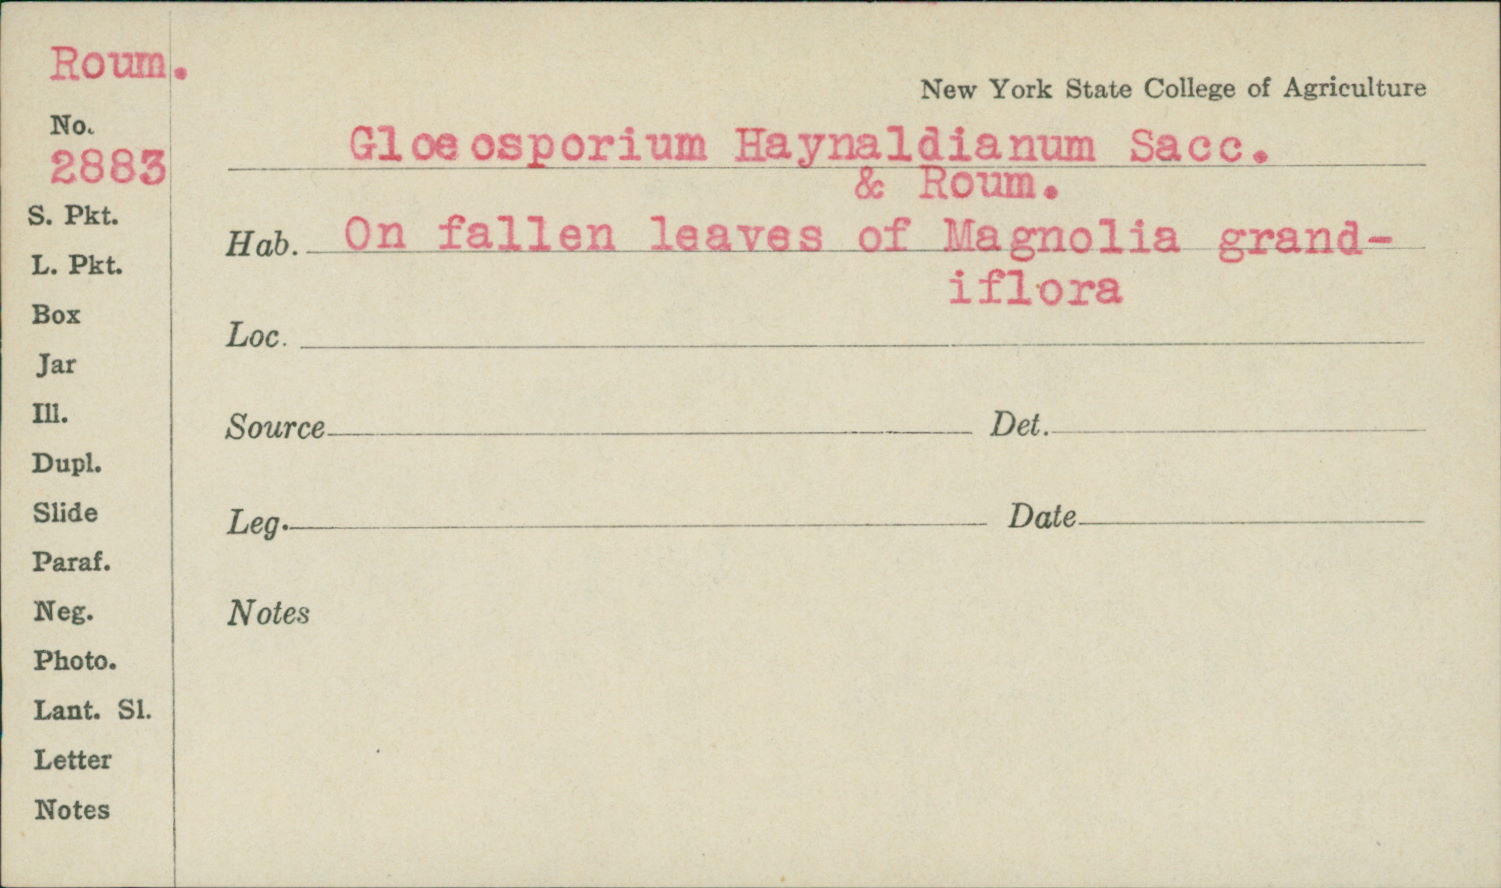 Roum.
New York State College of Agriculture
No.
2883
Gloeosporium Haynaldianum Sacc.
& Roum.
S. Pkt.
Hab. On fallen leaves of Magnolia grand-
iflora
L. Pkt.
Box
Loc.
Jar
Ill.
Source Det.
Dupl.
Slide
Leg. Date
Paraf.
Neg.
Notes
Photo.
Lant. Sl.
Letter
Notes